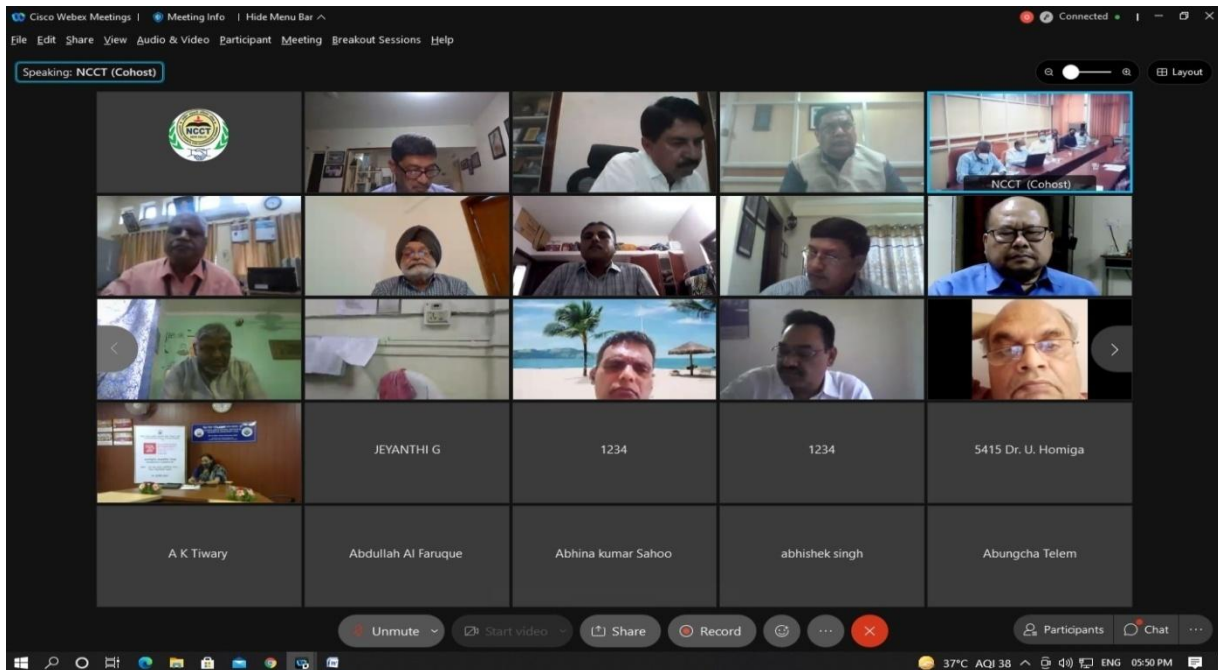 Cisco Webex Meetings | Meeting Info | Hide Menu Bar
Connected
File Edit Share View Audio & Video Participant Meeting Breakout Sessions Help
Speaking: NCCT (Cohost)
Layout
NCCT
NCCT (Cohost)
JEYANTHI G
1234
1234
5415 Dr. U. Homiga
A K Tiwary
Abdullah Al Faruque
Abhina kumar Sahoo
abhishek singh
Abungcha Telem
Unmute
Start video
Share
Record
Participants
Chat
37°C AQI 38
ENG
05:50 PM